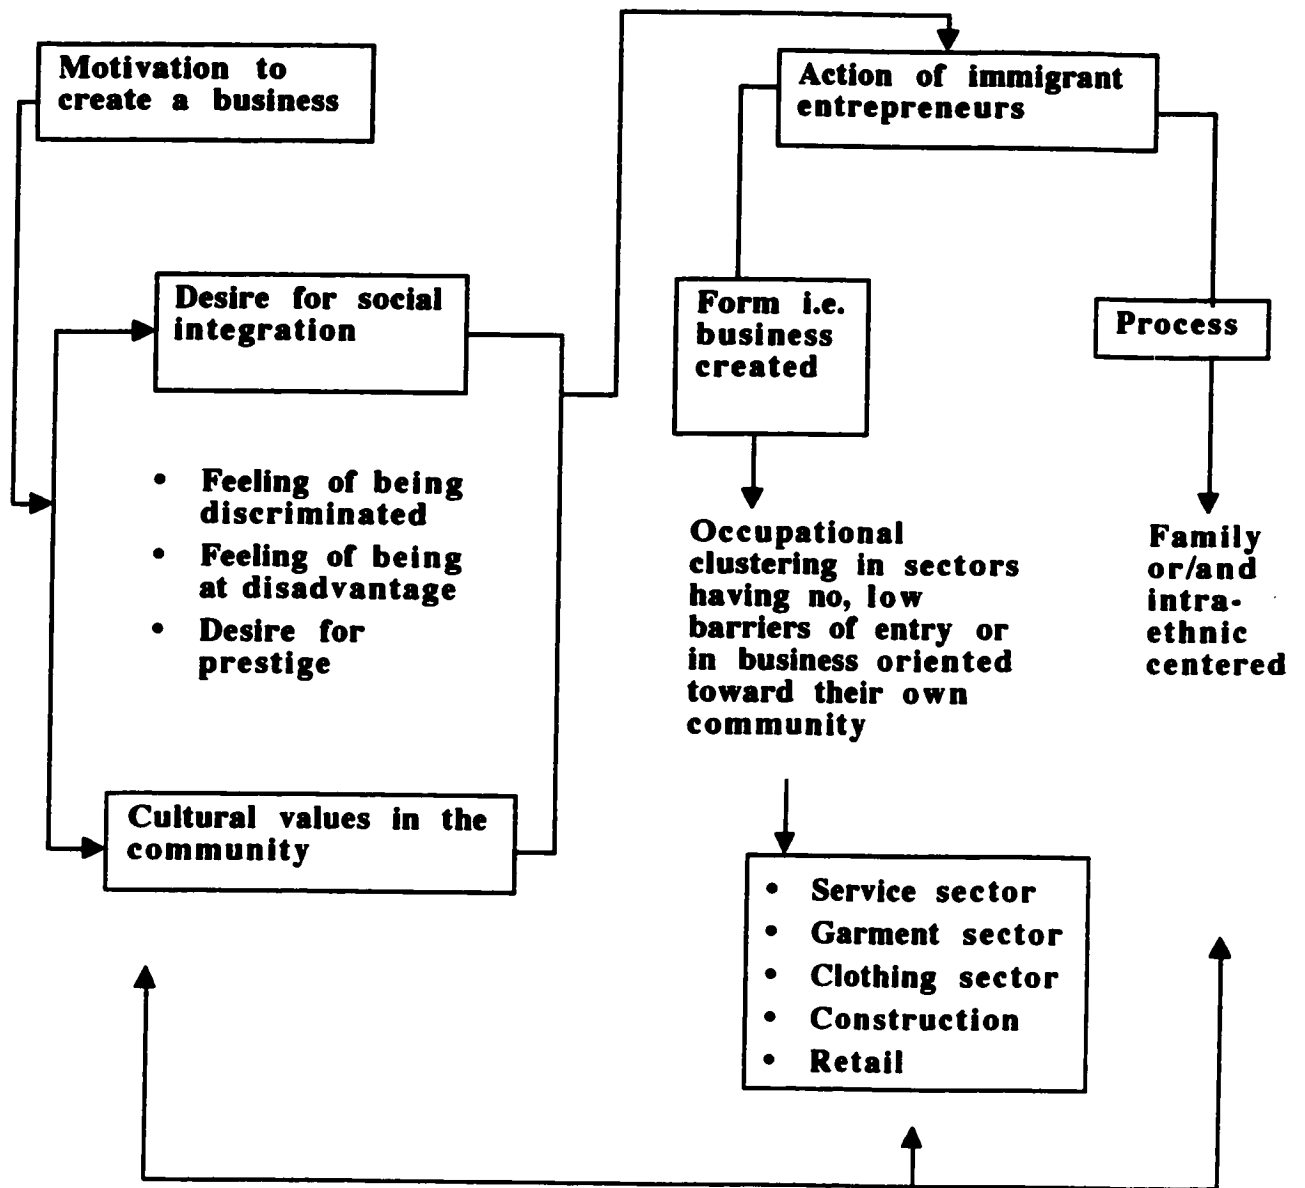 Motivation to
create a business
Action of immigrant
entrepreneurs
Desire for social
integration
Form i.e.
business
created
Process
• Feeling of being
discriminated
• Feeling of being
at disadvantage
• Desire for
prestige
Occupational
clustering in sectors
having no, low
barriers of entry or
in business oriented
toward their own
community
Family
or/and
intra-
ethnic
centered
Cultural values in the
community
• Service sector
• Garment sector
• Clothing sector
• Construction
• Retail